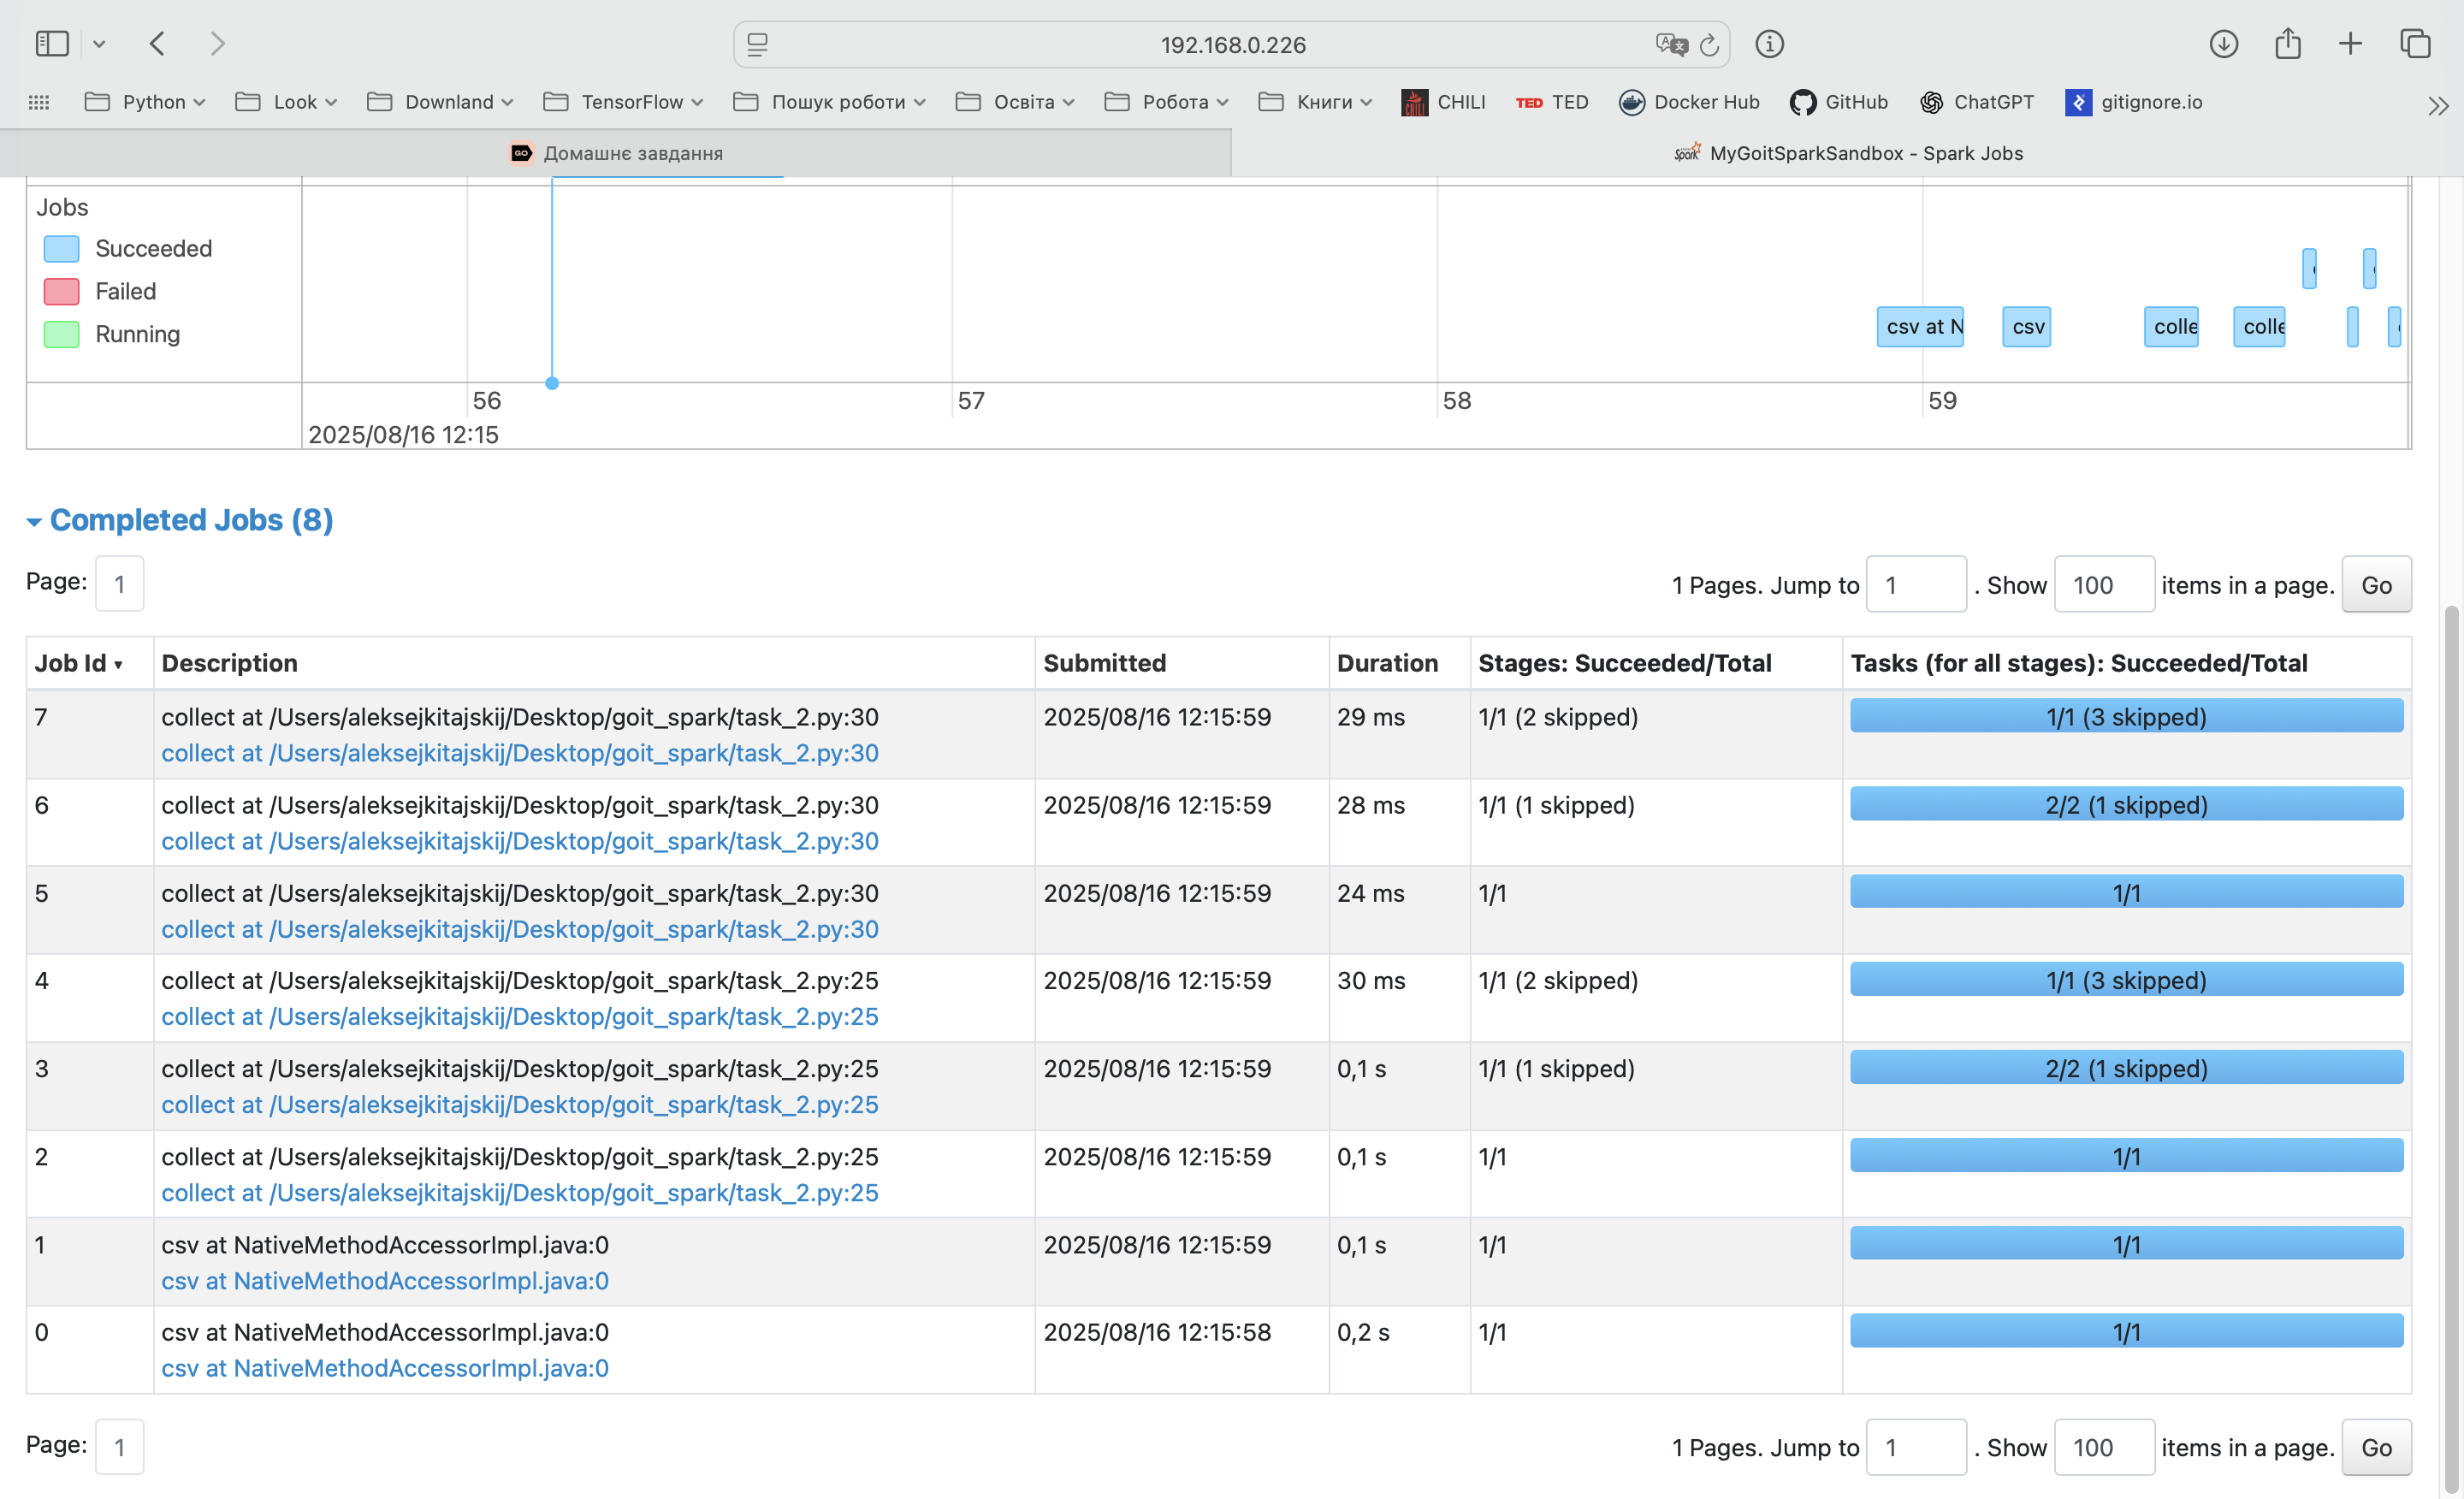 192.168.0.226
Python Look Downland TensorFlow Пошук роботи Освіта Робота Книги CHILI TED TED Docker Hub GitHub ChatGPT gitignore.io
GO Домашнє завдання
Spark MyGoitSparkSandbox - Spark Jobs
Jobs
Succeeded
Failed
Running
csv at N csv colle colle
56 57 58 59
2025/08/16 12:15
Completed Jobs (8)
Page: 1
1 Pages. Jump to 1 . Show 100 items in a page. Go
Job Id ▾ Description Submitted Duration Stages: Succeeded/Total Tasks (for all stages): Succeeded/Total
7 collect at /Users/aleksejkitajskij/Desktop/goit_spark/task_2.py:30 2025/08/16 12:15:59 29 ms 1/1 (2 skipped) 1/1 (3 skipped)
collect at /Users/aleksejkitajskij/Desktop/goit_spark/task_2.py:30
6 collect at /Users/aleksejkitajskij/Desktop/goit_spark/task_2.py:30 2025/08/16 12:15:59 28 ms 1/1 (1 skipped) 2/2 (1 skipped)
collect at /Users/aleksejkitajskij/Desktop/goit_spark/task_2.py:30
5 collect at /Users/aleksejkitajskij/Desktop/goit_spark/task_2.py:30 2025/08/16 12:15:59 24 ms 1/1 1/1
collect at /Users/aleksejkitajskij/Desktop/goit_spark/task_2.py:30
4 collect at /Users/aleksejkitajskij/Desktop/goit_spark/task_2.py:25 2025/08/16 12:15:59 30 ms 1/1 (2 skipped) 1/1 (3 skipped)
collect at /Users/aleksejkitajskij/Desktop/goit_spark/task_2.py:25
3 collect at /Users/aleksejkitajskij/Desktop/goit_spark/task_2.py:25 2025/08/16 12:15:59 0,1 s 1/1 (1 skipped) 2/2 (1 skipped)
collect at /Users/aleksejkitajskij/Desktop/goit_spark/task_2.py:25
2 collect at /Users/aleksejkitajskij/Desktop/goit_spark/task_2.py:25 2025/08/16 12:15:59 0,1 s 1/1 1/1
collect at /Users/aleksejkitajskij/Desktop/goit_spark/task_2.py:25
1 csv at NativeMethodAccessorImpl.java:0 2025/08/16 12:15:59 0,1 s 1/1 1/1
csv at NativeMethodAccessorImpl.java:0
0 csv at NativeMethodAccessorImpl.java:0 2025/08/16 12:15:58 0,2 s 1/1 1/1
csv at NativeMethodAccessorImpl.java:0
Page: 1
1 Pages. Jump to 1 . Show 100 items in a page. Go